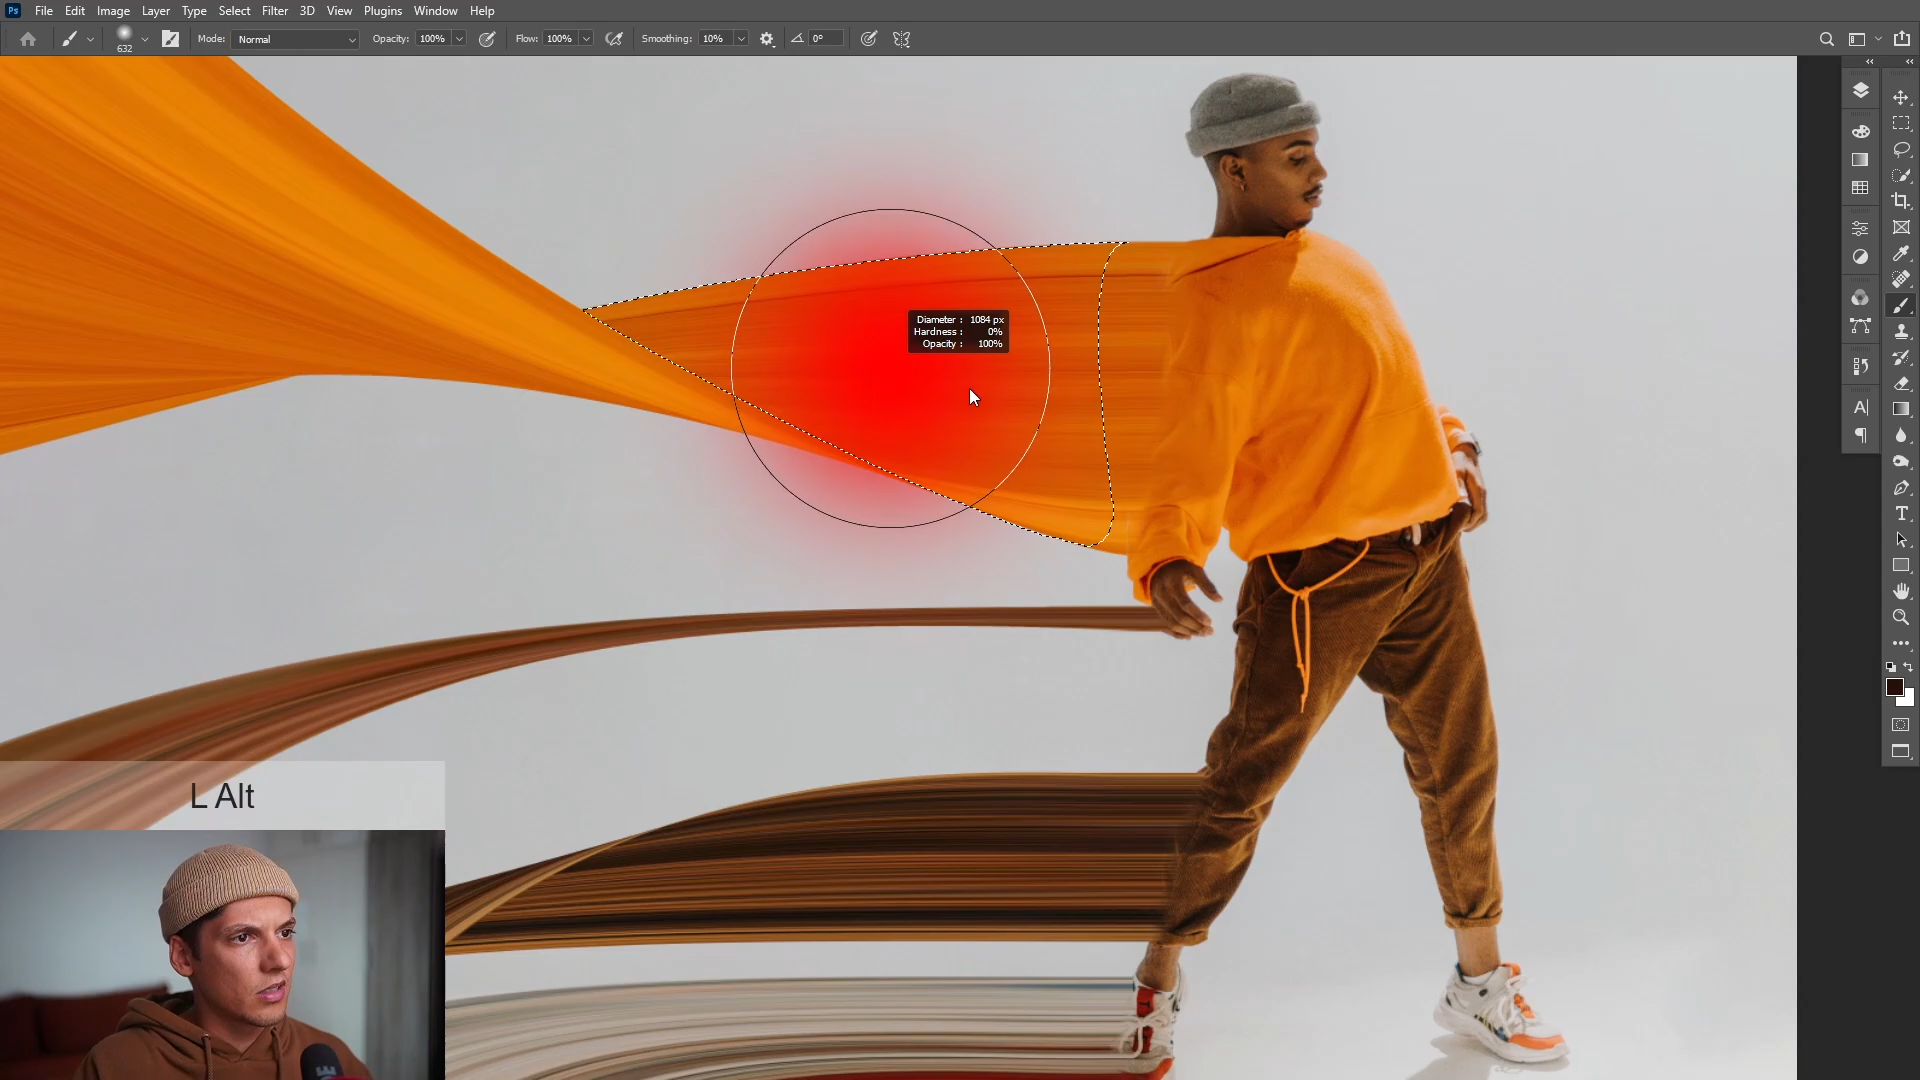 Ps File Edit Image Layer Type Select Filter 3D View Plugins Window Help
632 Mode: Normal Opacity: 100% Flow: 100% Smoothing: 10% 0°
Diameter : 1084 px
Hardness : 0%
Opacity : 100%
A
T
L Alt